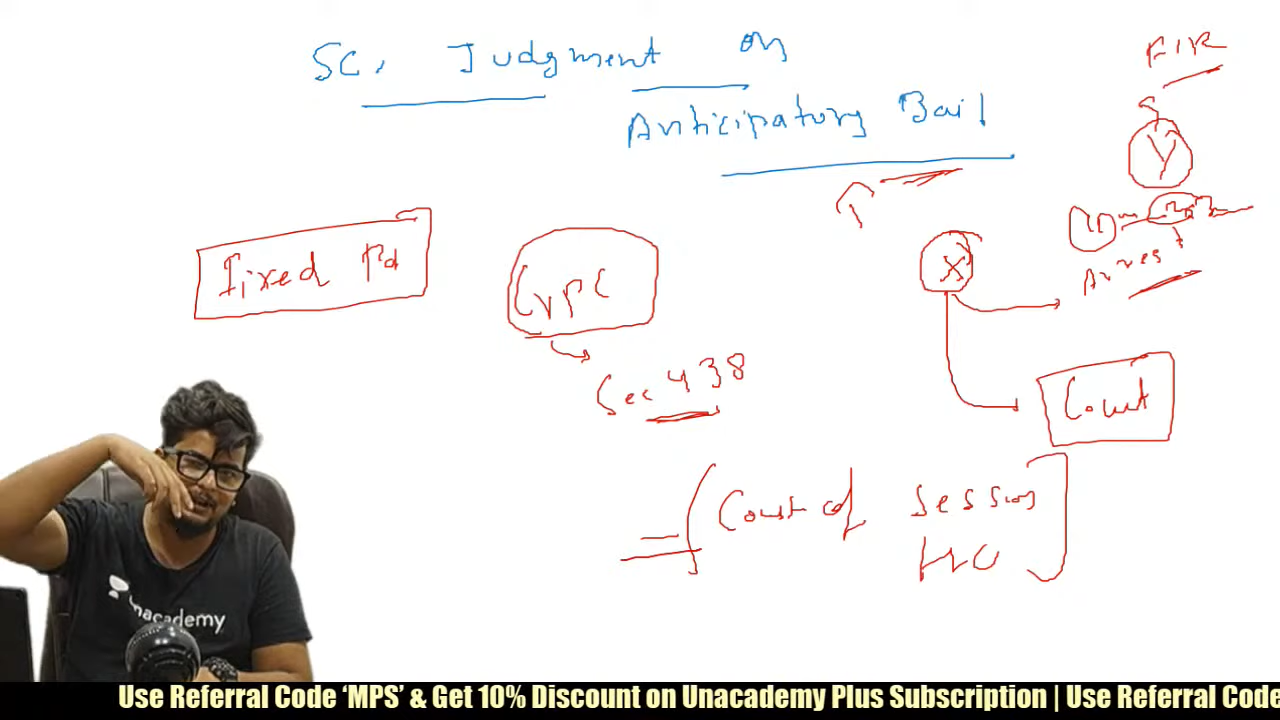 SC. Judgment on
Anticipatory Bail
FIR
Y
Arrest
Fixed Pd
CrPC
X
Sec 438
Court
Court of Session
HC
unacademy
Use Referral Code ‘MPS’ & Get 10% Discount on Unacademy Plus Subscription | Use Referral Code